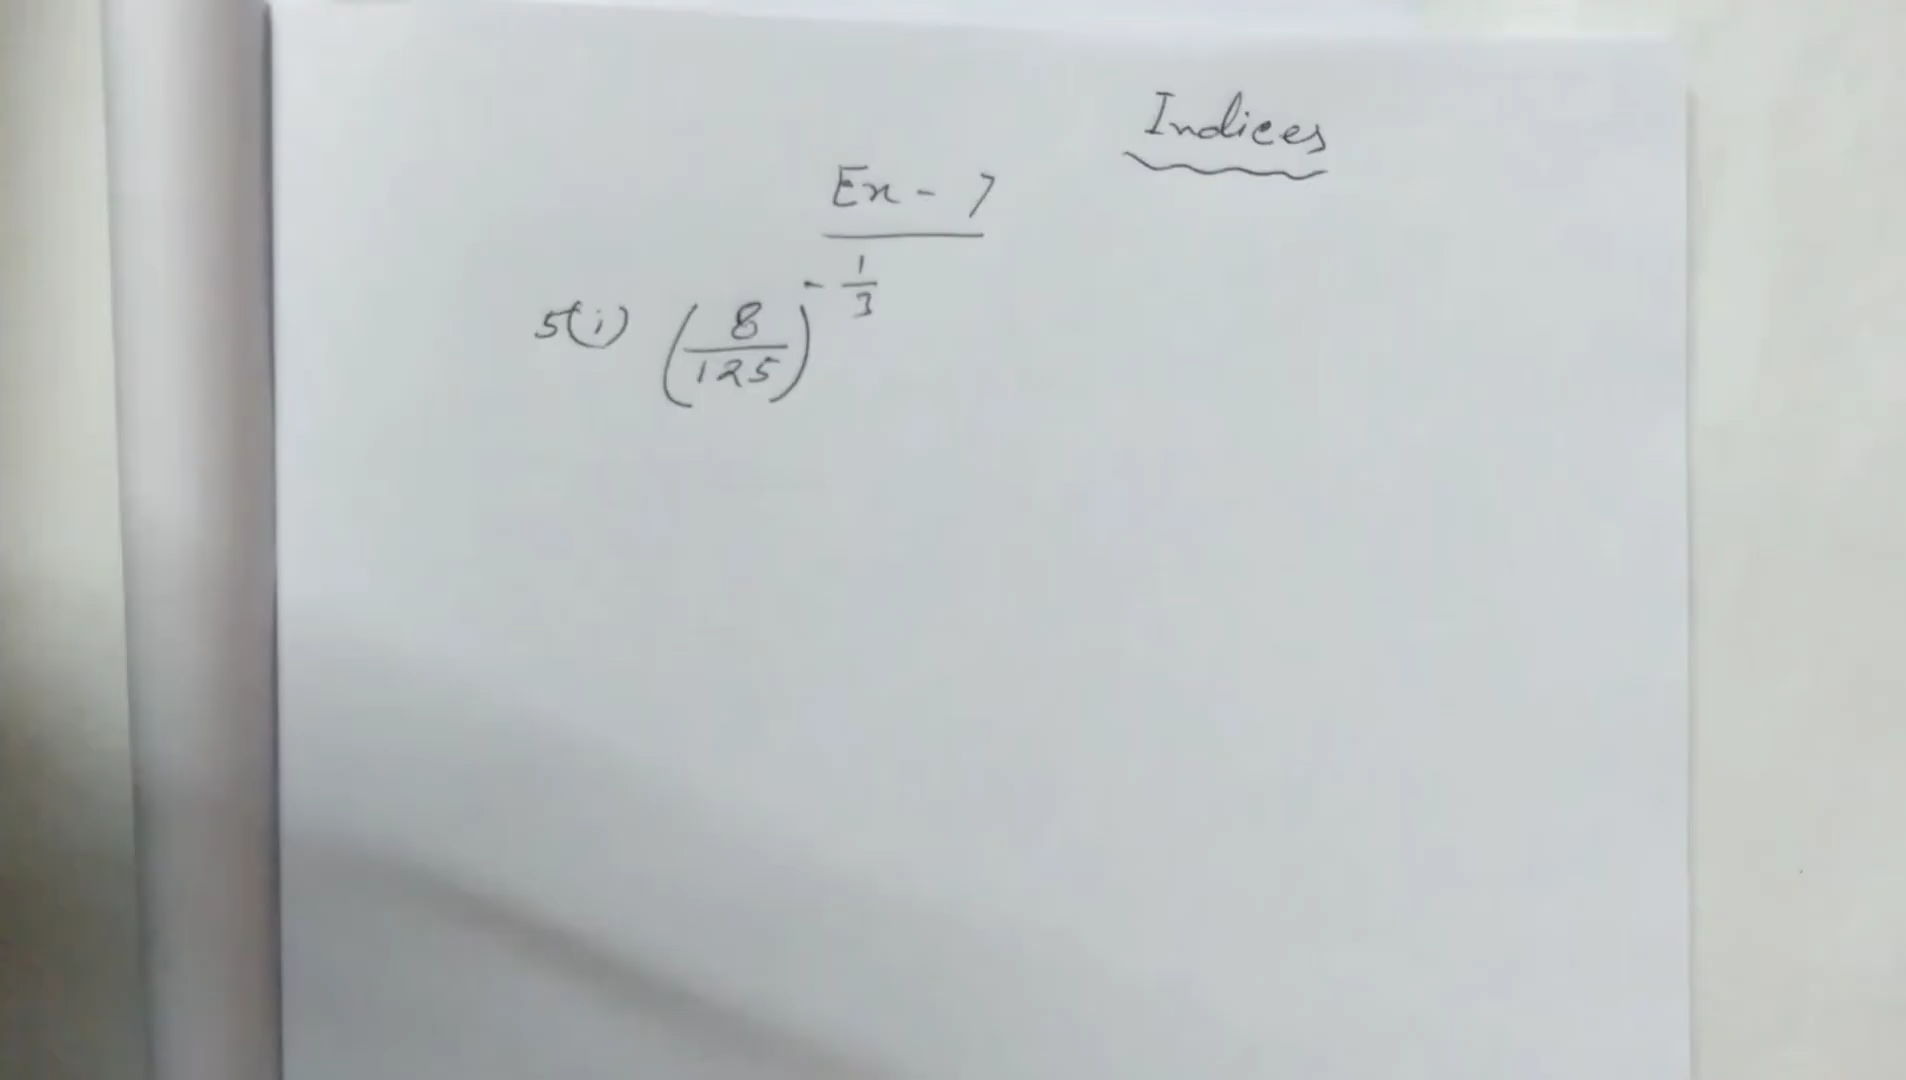 Indices
Ex - 7
5(i) (8/125)^-1/3